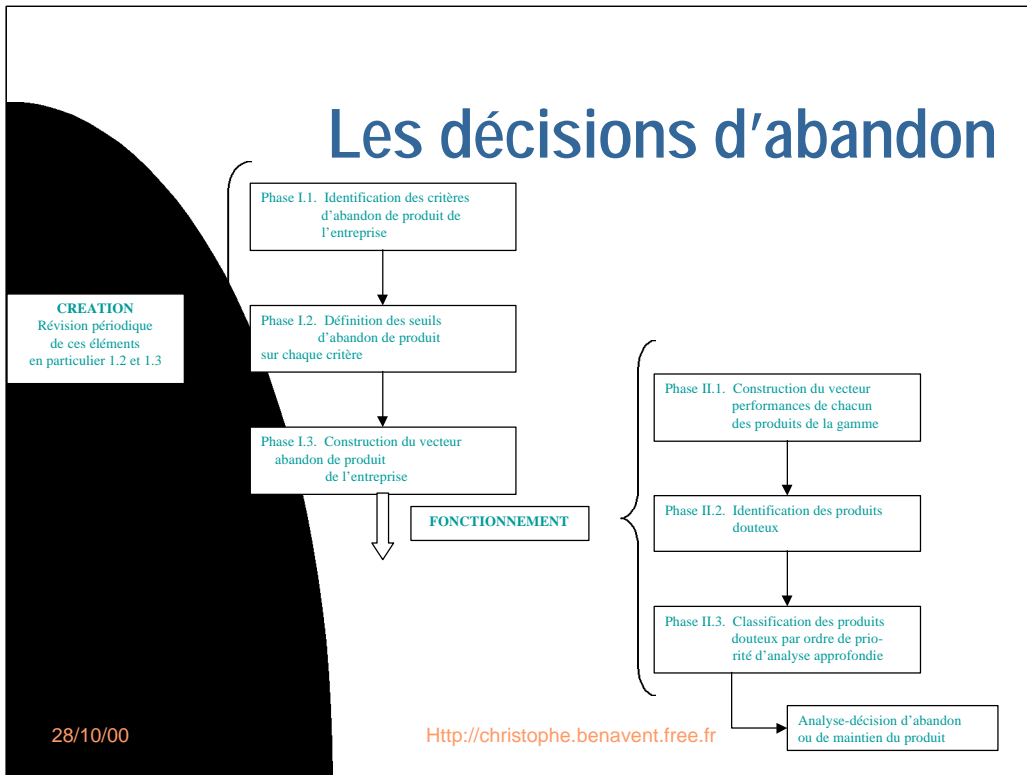 Les décisions d'abandon
Phase I.1. Identification des critères
d'abandon de produit de
l'entreprise
CREATION
Révision périodique
de ces éléments
en particulier 1.2 et 1.3
Phase I.2. Définition des seuils
d'abandon de produit
sur chaque critère
Phase I.3. Construction du vecteur
abandon de produit
de l'entreprise
FONCTIONNEMENT
Phase II.1. Construction du vecteur
performances de chacun
des produits de la gamme
Phase II.2. Identification des produits
douteux
Phase II.3. Classification des produits
douteux par ordre de prio-
rité d'analyse approfondie
Analyse-décision d'abandon
ou de maintien du produit
28/10/00
Http://christophe.benavent.free.fr